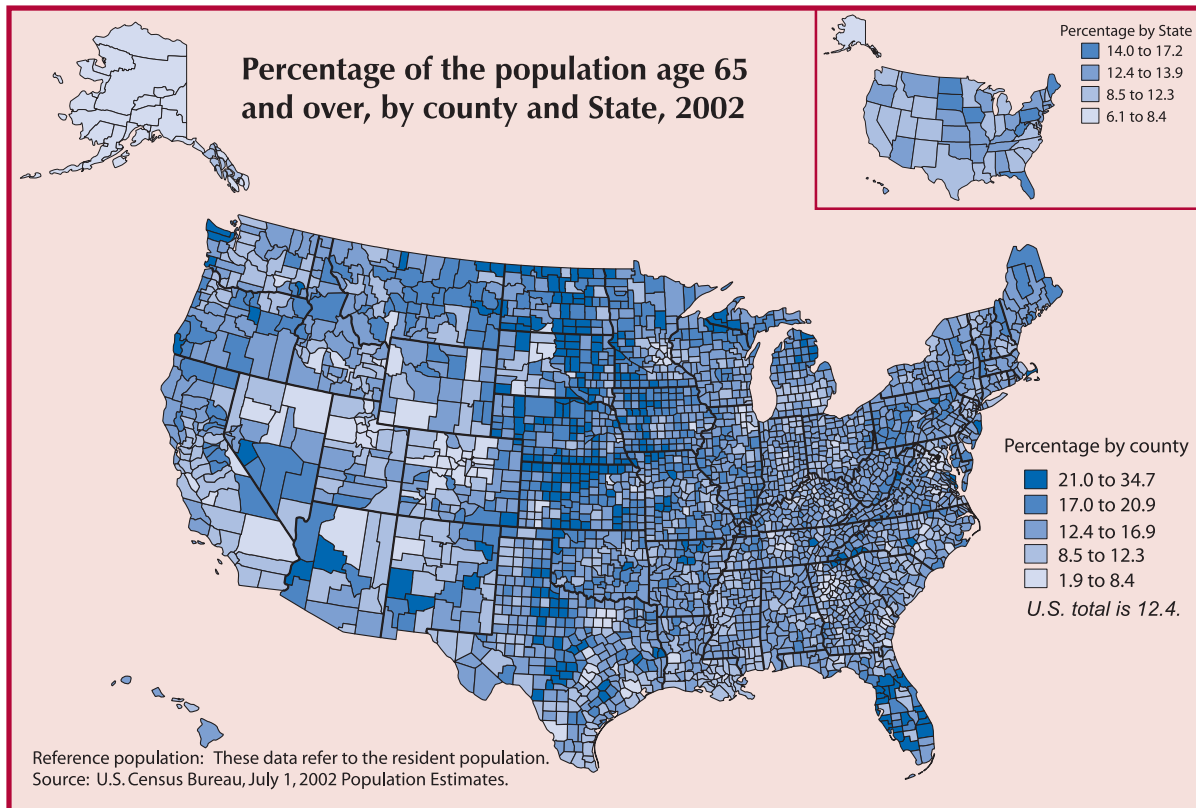 Percentage of the population age 65
and over, by county and State, 2002
Percentage by State
14.0 to 17.2
12.4 to 13.9
8.5 to 12.3
6.1 to 8.4
Percentage by county
21.0 to 34.7
17.0 to 20.9
12.4 to 16.9
8.5 to 12.3
1.9 to 8.4
U.S. total is 12.4.
Reference population: These data refer to the resident population.
Source: U.S. Census Bureau, July 1, 2002 Population Estimates.